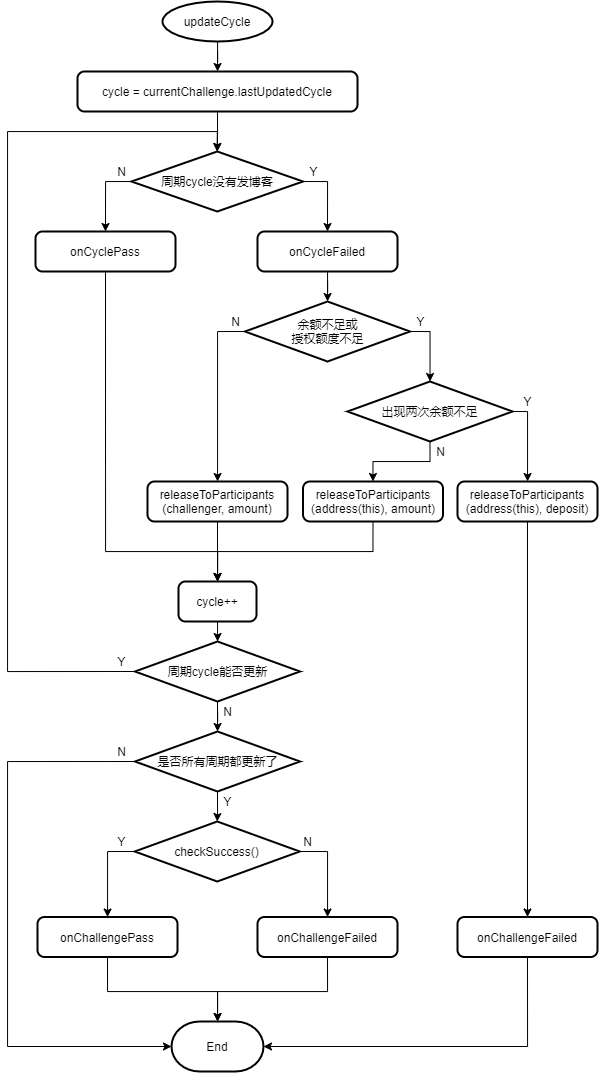 updateCycle
cycle = currentChallenge.lastUpdatedCycle
N
周期cycle没有发博客
Y
onCyclePass
onCycleFailed
N
余额不足或
授权额度不足
Y
出现两次余额不足
Y
N
releaseToParticipants
(challenger, amount)
releaseToParticipants
(address(this), amount)
releaseToParticipants
(address(this), deposit)
cycle++
Y
周期cycle能否更新
N
N
是否所有周期都更新了
Y
Y
checkSuccess()
N
onChallengePass
onChallengeFailed
onChallengeFailed
End